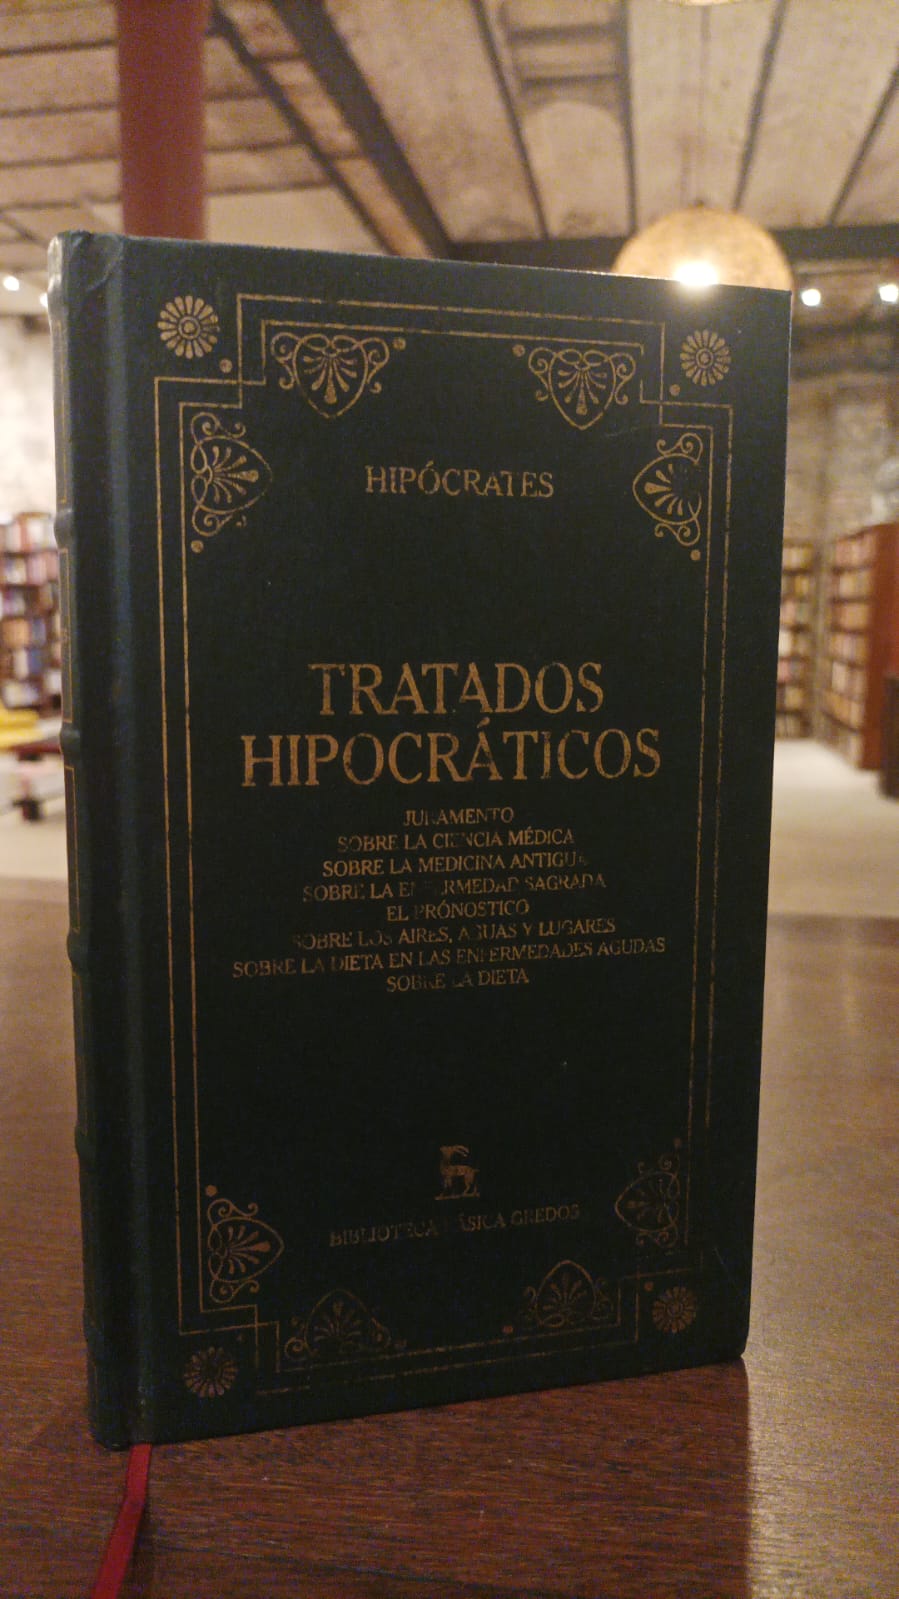 HIPÓCRATES
TRATADOS
HIPOCRÁTICOS
JURAMENTO
SOBRE LA CIENCIA MÉDICA
SOBRE LA MEDICINA ANTIGUA
SOBRE LA ENFERMEDAD SAGRADA
EL PRÓNOSTICO
SOBRE LOS AIRES, AGUAS Y LUGARES
SOBRE LA DIETA EN LAS ENFERMEDADES AGUDAS
SOBRE LA DIETA
BIBLIOTECA BÁSICA GREDOS